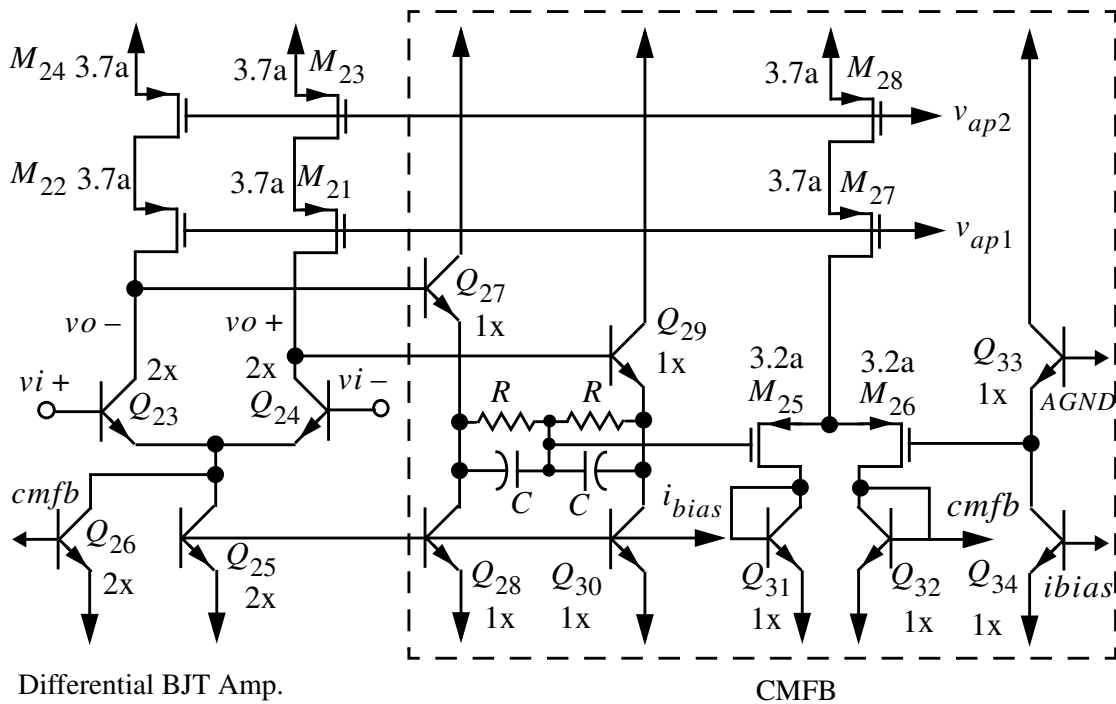 M24 3.7a
3.7a M23
3.7a M28
vap2
M22 3.7a
3.7a M21
3.7a M27
vap1
Q27
1x
vo −
vo +
Q29
1x
2x
2x
vi +
vi −
Q23
Q24
R
R
3.2a
M25
3.2a
M26
Q33
1x
AGND
C
C
cmfb
Q26
2x
Q25
2x
ibias
Q28
1x
Q30
1x
Q31
1x
cmfb
Q32
1x
Q34
1x
ibias
Differential BJT Amp.
CMFB